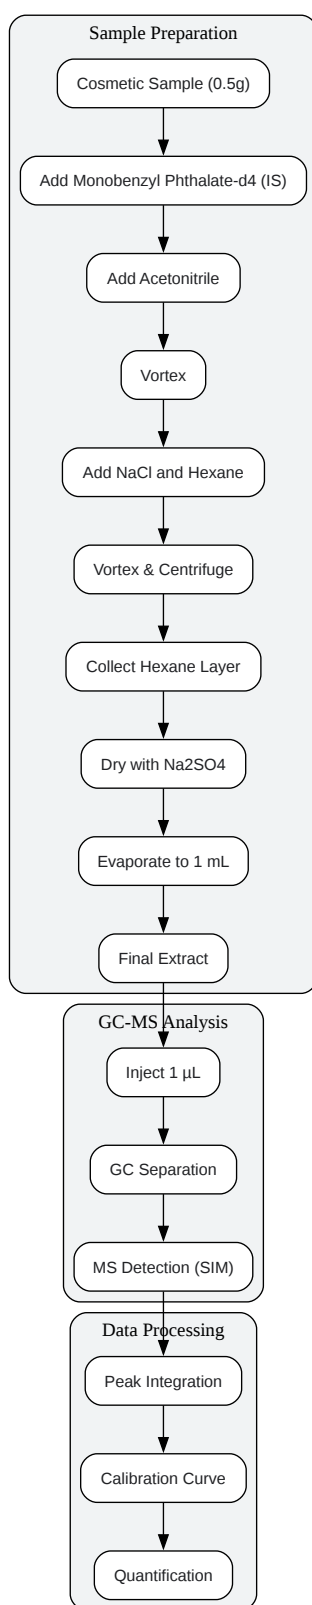 Sample Preparation
Cosmetic Sample (0.5g)
Add Monobenzyl Phthalate-d4 (IS)
Add Acetonitrile
Vortex
Add NaCl and Hexane
Vortex & Centrifuge
Collect Hexane Layer
Dry with Na2SO4
Evaporate to 1 mL
Final Extract
GC-MS Analysis
Inject 1 µL
GC Separation
MS Detection (SIM)
Data Processing
Peak Integration
Calibration Curve
Quantification